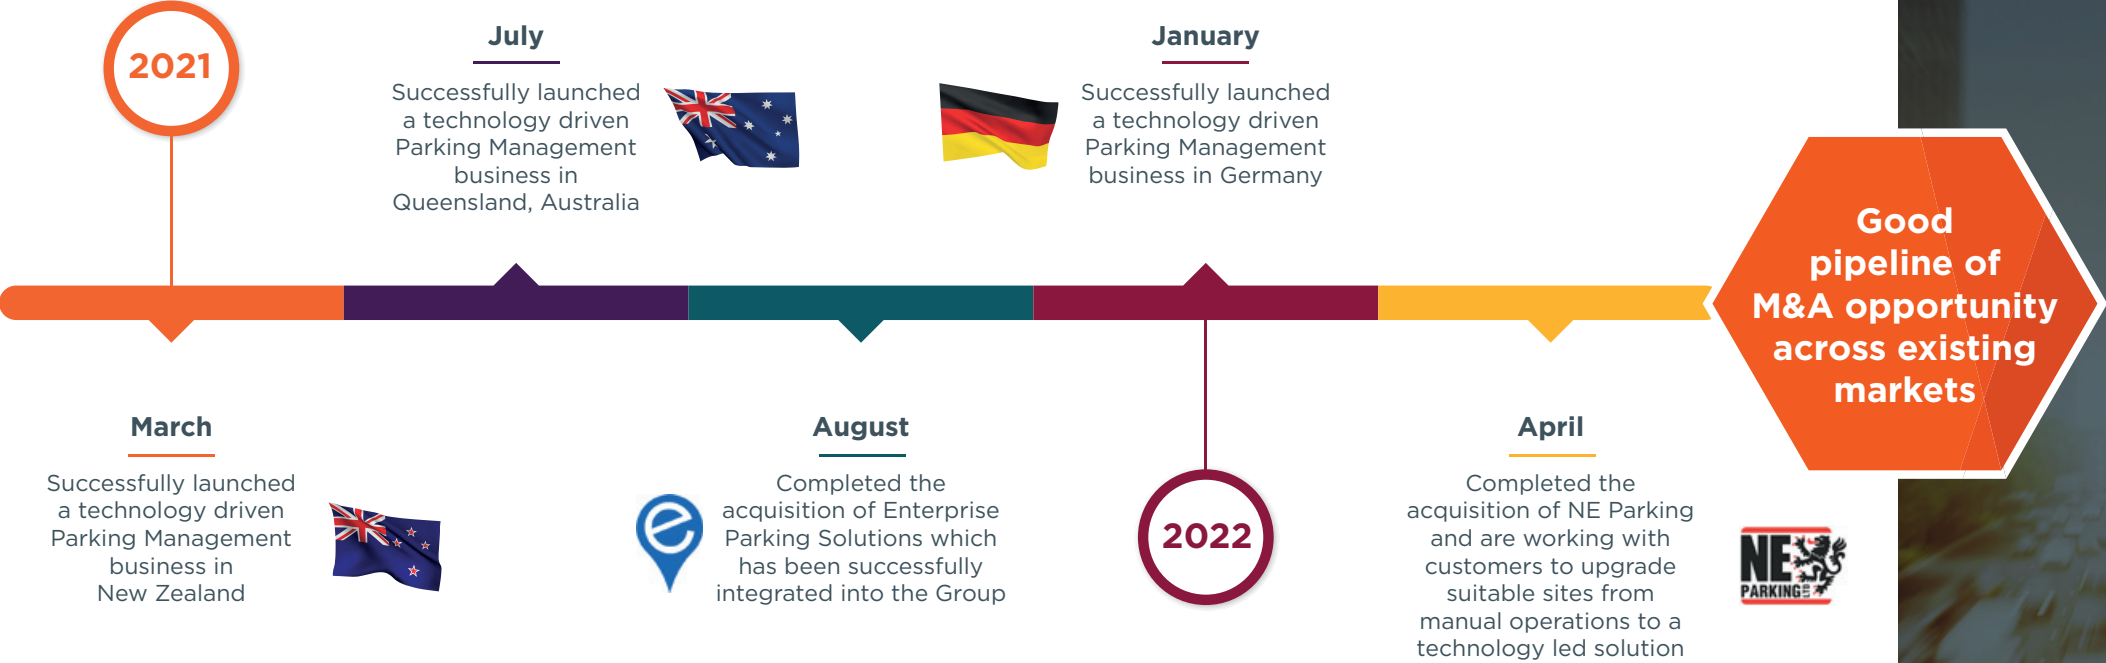 2021
March
Successfully launched
a technology driven
Parking Management
business in
New Zealand
July
Successfully launched
a technology driven
Parking Management
business in
Queensland, Australia
August
e
Completed the
acquisition of Enterprise
Parking Solutions which
has been successfully
integrated into the Group
January
Successfully launched
a technology driven
Parking Management
business in Germany
2022
April
Completed the
acquisition of NE Parking
and are working with
customers to upgrade
suitable sites from
manual operations to a
technology led solution
NE
PARKING LTD
Good
pipeline of
M&A opportunity
across existing
markets